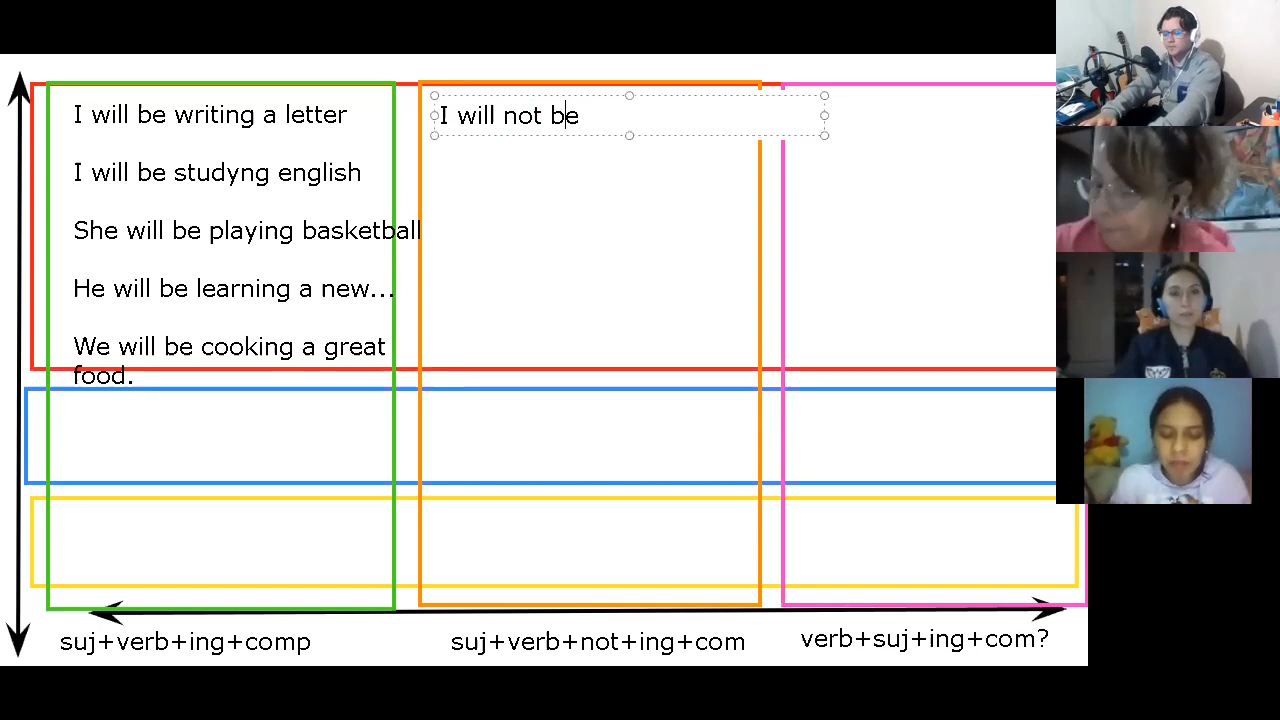 I will be writing a letter
I will not be
I will be studyng english
She will be playing basketball
He will be learning a new...
We will be cooking a great
food.
suj+verb+ing+comp
suj+verb+not+ing+com
verb+suj+ing+com?